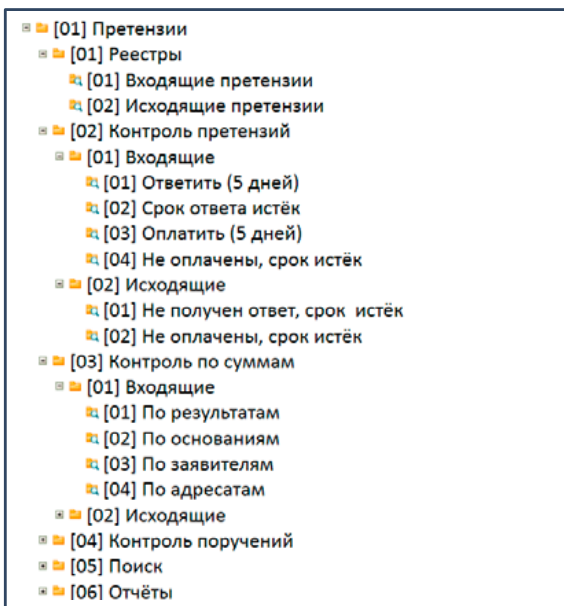 [01] Претензии
[01] Реестры
[01] Входящие претензии
[02] Исходящие претензии
[02] Контроль претензий
[01] Входящие
[01] Ответить (5 дней)
[02] Срок ответа истёк
[03] Оплатить (5 дней)
[04] Не оплачены, срок истёк
[02] Исходящие
[01] Не получен ответ, срок истёк
[02] Не оплачены, срок истёк
[03] Контроль по суммам
[01] Входящие
[01] По результатам
[02] По основаниям
[03] По заявителям
[04] По адресатам
[02] Исходящие
[04] Контроль поручений
[05] Поиск
[06] Отчёты